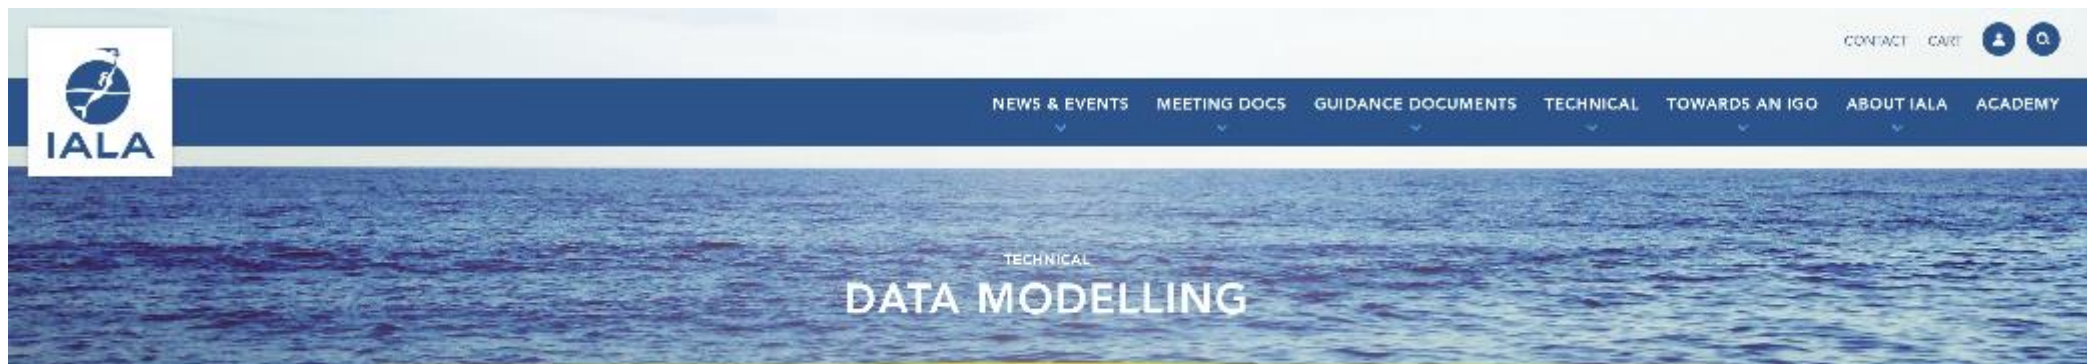 CONTACT CART
IALA
NEWS & EVENTS MEETING DOCS GUIDANCE DOCUMENTS TECHNICAL TOWARDS AN IGO ABOUT IALA ACADEMY
TECHNICAL
DATA MODELLING